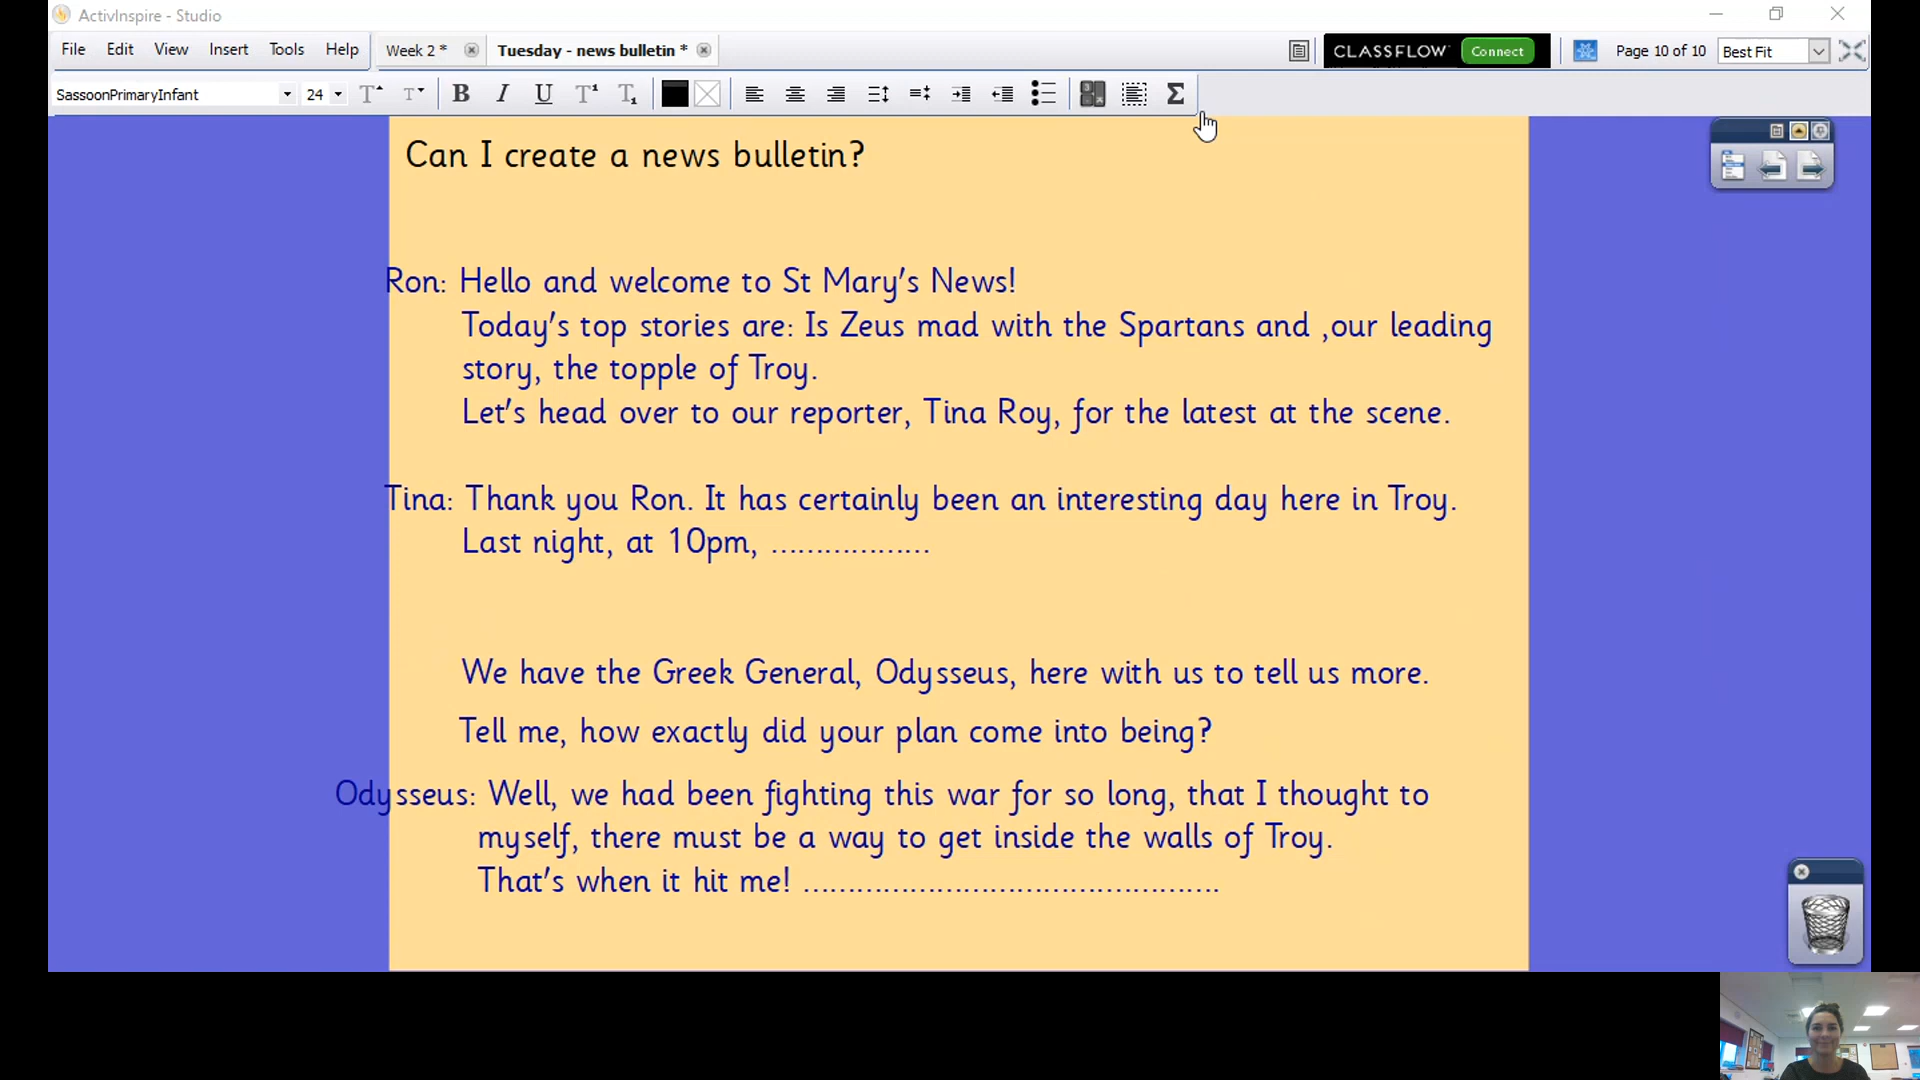 ActivInspire - Studio
File Edit View Insert Tools Help
Week 2 * Tuesday - news bulletin *
CLASSFLOW Connect
Page 10 of 10 Best Fit
SassoonPrimaryInfant 24
Can I create a news bulletin?
Ron: Hello and welcome to St Mary's News!
Today's top stories are: Is Zeus mad with the Spartans and ,our leading
story, the topple of Troy.
Let's head over to our reporter, Tina Roy, for the latest at the scene.
Tina: Thank you Ron. It has certainly been an interesting day here in Troy.
Last night, at 10pm, ..................
We have the Greek General, Odysseus, here with us to tell us more.
Tell me, how exactly did your plan come into being?
Odysseus: Well, we had been fighting this war for so long, that I thought to
myself, there must be a way to get inside the walls of Troy.
That's when it hit me! ...............................................